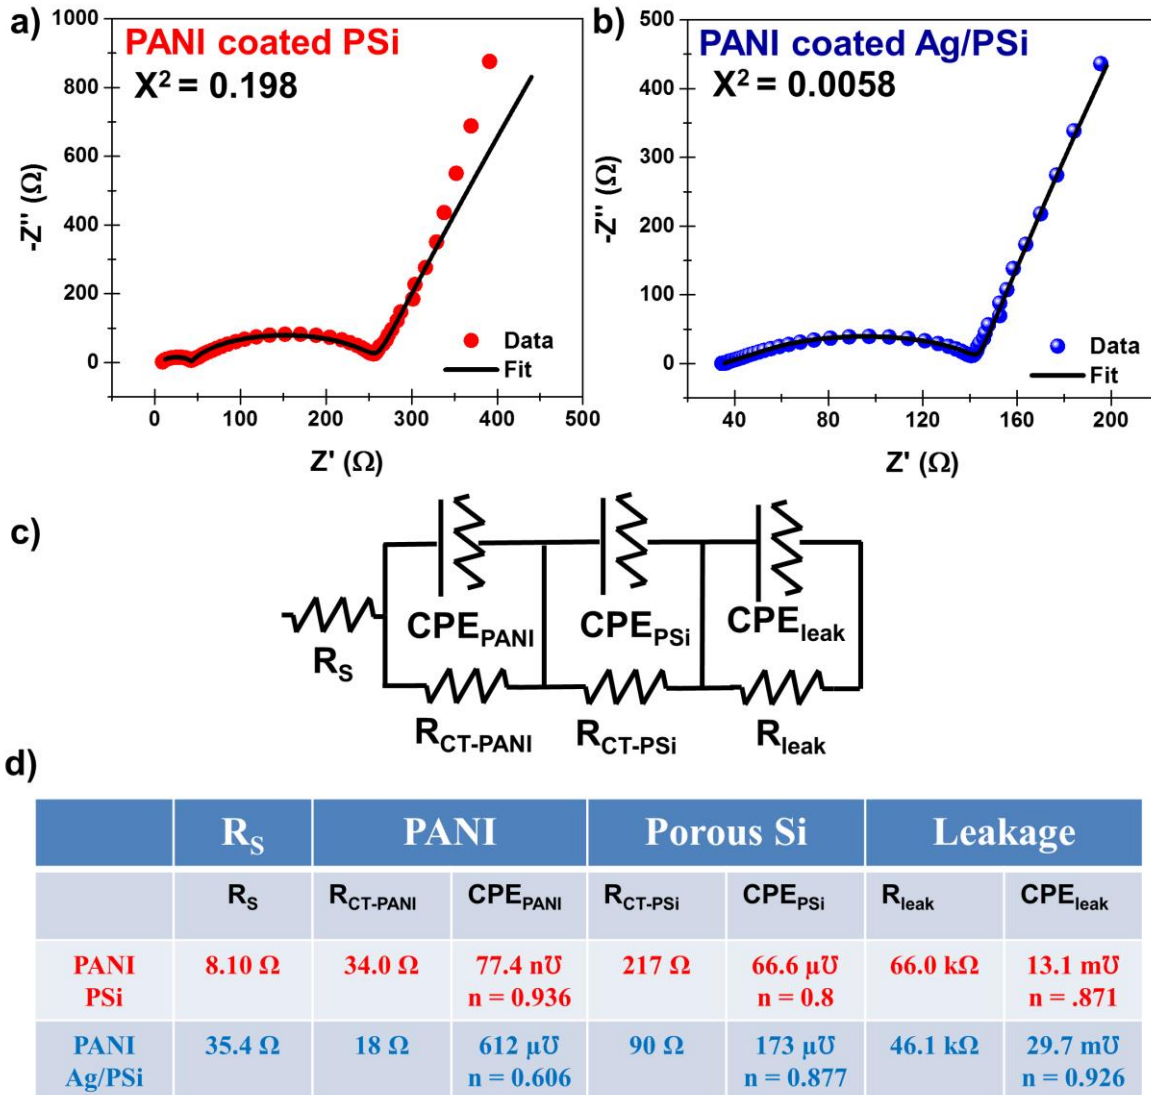 a)
PANI coated PSi
X² = 0.198
1000
800
600
400
200
0
-Z'' (Ω)
0 100 200 300 400 500
Z' (Ω)
Data
Fit
b)
PANI coated Ag/PSi
X² = 0.0058
500
400
300
200
100
0
-Z'' (Ω)
40 80 120 160 200
Z' (Ω)
Data
Fit
c)
CPE_PANI CPE_PSi CPE_leak
R_S
R_CT-PANI R_CT-PSi R_leak
d)
R_S PANI Porous Si Leakage
R_S R_CT-PANI CPE_PANI R_CT-PSi CPE_PSi R_leak CPE_leak
PANI 8.10 Ω 34.0 Ω 77.4 n℧ 217 Ω 66.6 μ℧ 66.0 kΩ 13.1 m℧
PSi n = 0.936 n = 0.8 n = .871
PANI 35.4 Ω 18 Ω 612 μ℧ 90 Ω 173 μ℧ 46.1 kΩ 29.7 m℧
Ag/PSi n = 0.606 n = 0.877 n = 0.926